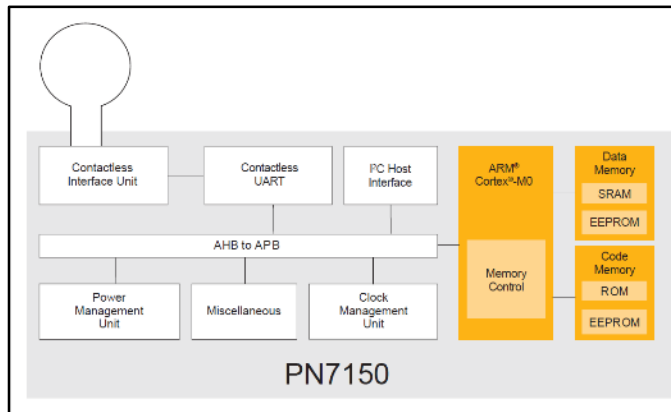 Contactless
Interface Unit
Contactless
UART
I²C Host
Interface
ARM®
Cortex®-M0
Data
Memory
SRAM
EEPROM
AHB to APB
Memory
Control
Code
Memory
ROM
EEPROM
Power
Management
Unit
Miscellaneous
Clock
Management
Unit
PN7150